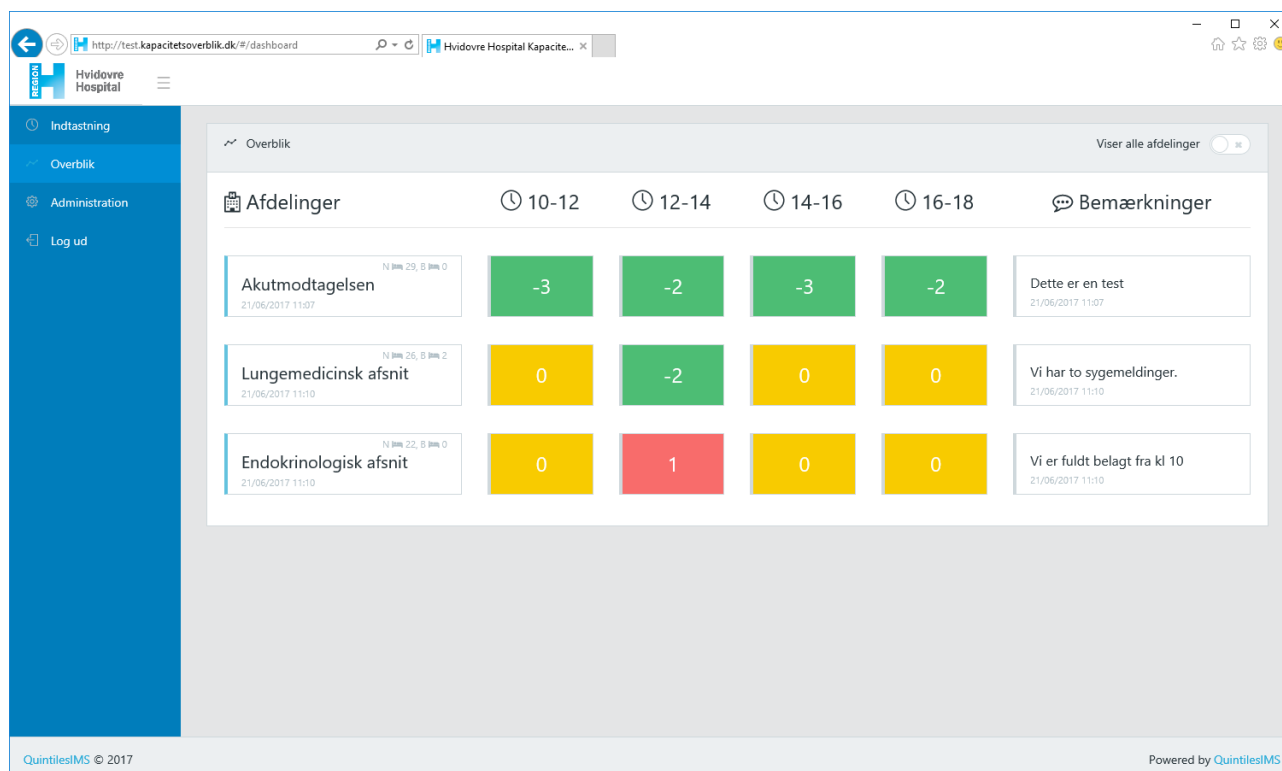 http://test.kapacitetsoverblik.dk/#/dashboard
Hvidovre Hospital Kapacite...
REGION
Hvidovre
Hospital
Indtastning
Overblik
Administration
Log ud
Overblik
Viser alle afdelinger
Afdelinger
10-12
12-14
14-16
16-18
Bemærkninger
N 29, B 0
Akutmodtagelsen
21/06/2017 11:07
-3
-2
-3
-2
Dette er en test
21/06/2017 11:07
N 26, B 2
Lungemedicinsk afsnit
21/06/2017 11:10
0
-2
0
0
Vi har to sygemeldinger.
21/06/2017 11:10
N 22, B 0
Endokrinologisk afsnit
21/06/2017 11:10
0
1
0
0
Vi er fuldt belagt fra kl 10
21/06/2017 11:10
QuintilesIMS © 2017
Powered by QuintilesIMS